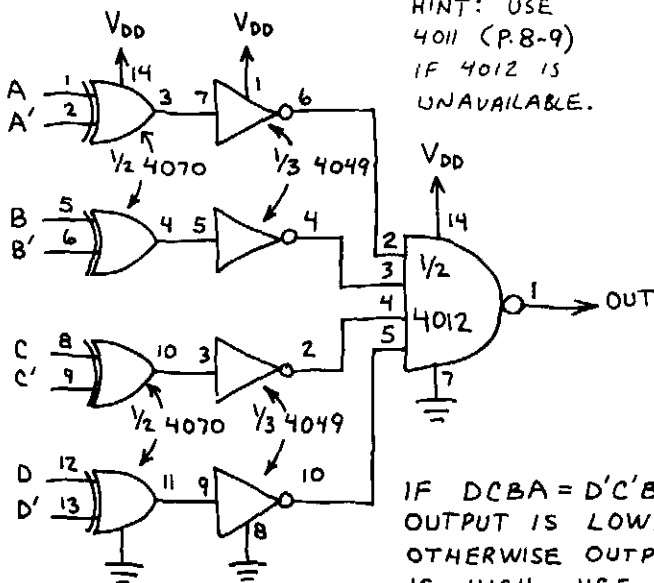 HINT: USE
4011 (P.8-9)
IF 4012 IS
UNAVAILABLE.
VDD
VDD
14
1
A 1
A' 2
3 7
6
1/2 4070
1/3 4049
VDD
B 5
B' 6
4 5
4
14
2
3
4
5
1/2
4012
1
OUT
7
C 8
C' 9
10 3
2
1/2 4070
1/3 4049
D 12
D' 13
11 9
10
8
IF DCBA = D'C'B
OUTPUT IS LOW
OTHERWISE OUTP